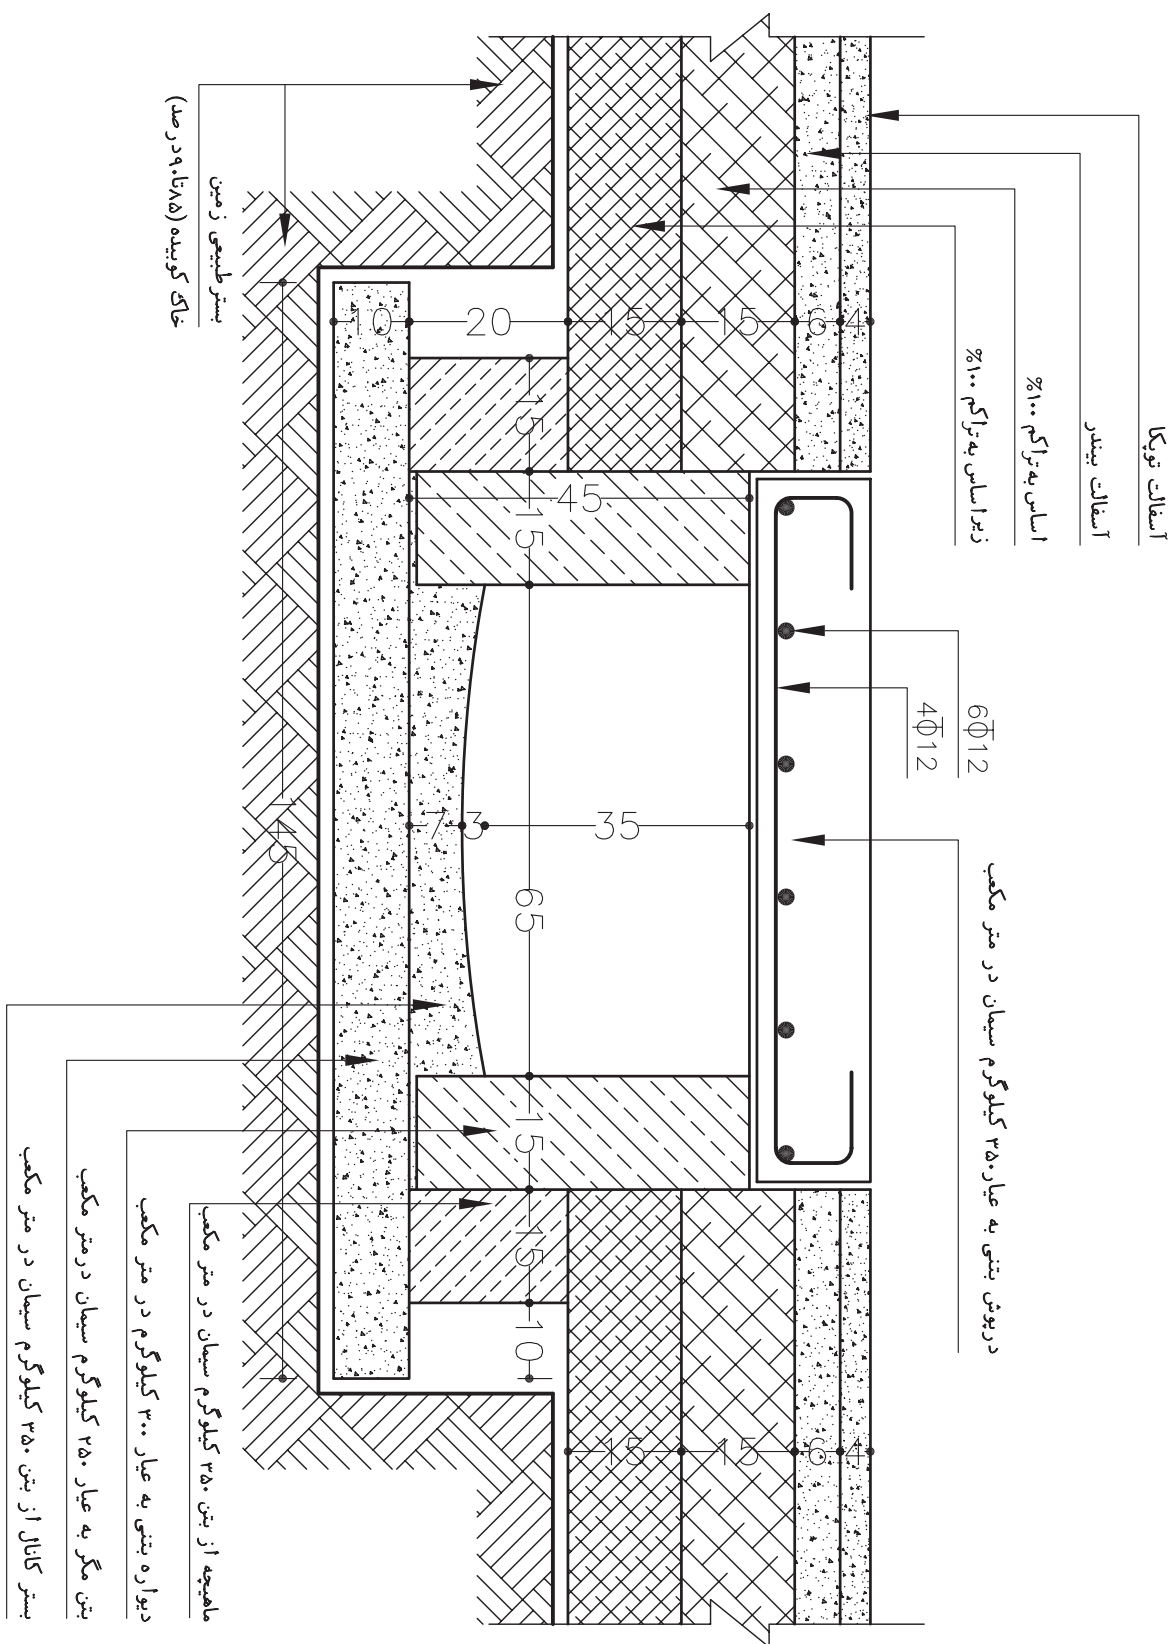 آسفالت توپکا
آسفالت بیندر
اساس به تراکم ۱۰۰%
زیراساس به تراکم ۱۰۰%
6Φ12
4Φ12
درپوش بتنی به عیار ۳۵۰ کیلوگرم سیمان در متر مکعب
4
6
15
15
20
10
45
15
15
65
15
15
10
35
3
7
145
4
6
15
15
بستر طبیعی زمین
خاک کوبیده (۸۵تا۹۰درصد)
ماهیچه از بتن ۳۵۰ کیلوگرم سیمان در متر مکعب
دیواره بتنی به عیار ۳۰۰ کیلوگرم در متر مکعب
بتن مگر به عیار ۲۵۰ کیلوگرم سیمان درمتر مکعب
بستر کانال از بتن ۳۵۰ کیلوگرم سیمان در متر مکعب